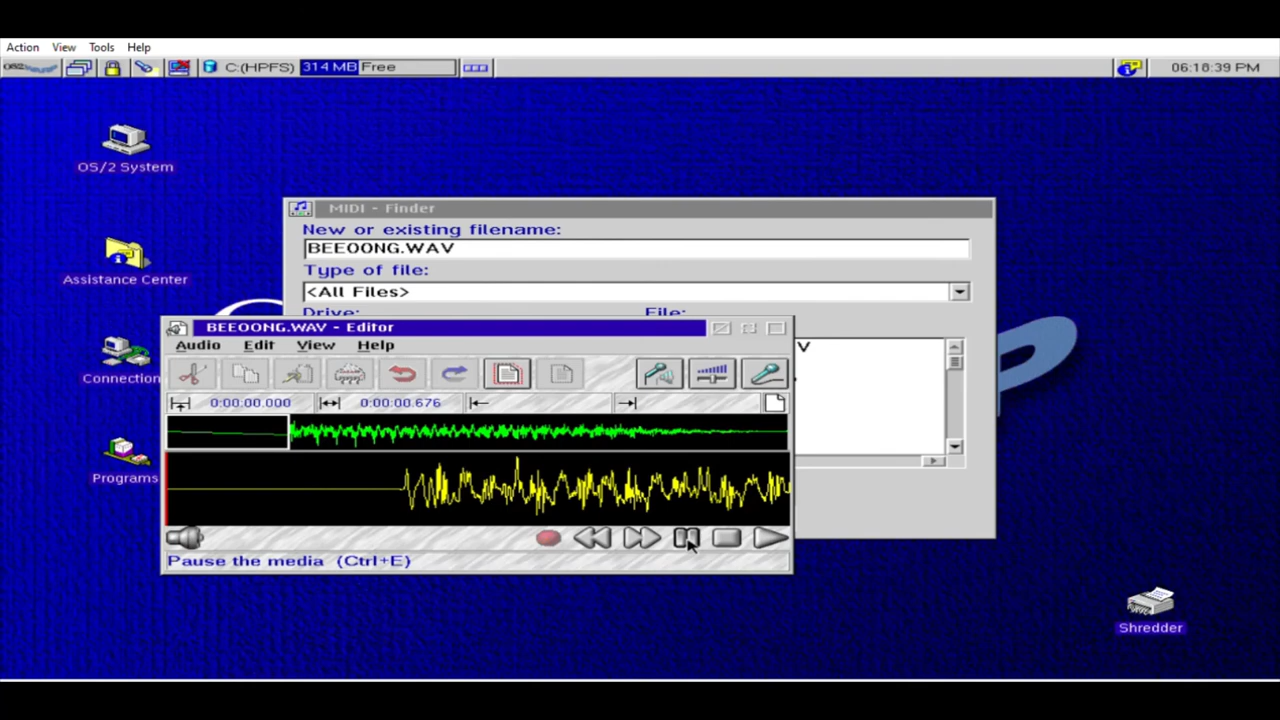 Action View Tools Help
C:(HPFS) 314 MB Free 06:18:39 PM
OS/2 System
Assistance Center
Connection
Programs
Shredder
MIDI - Finder
New or existing filename:
BEEOONG.WAV
Type of file:
<All Files>
Drive: File:
V
BEEOONG.WAV - Editor
Audio Edit View Help
0:00:00.000 0:00:00.676
Pause the media (Ctrl+E)